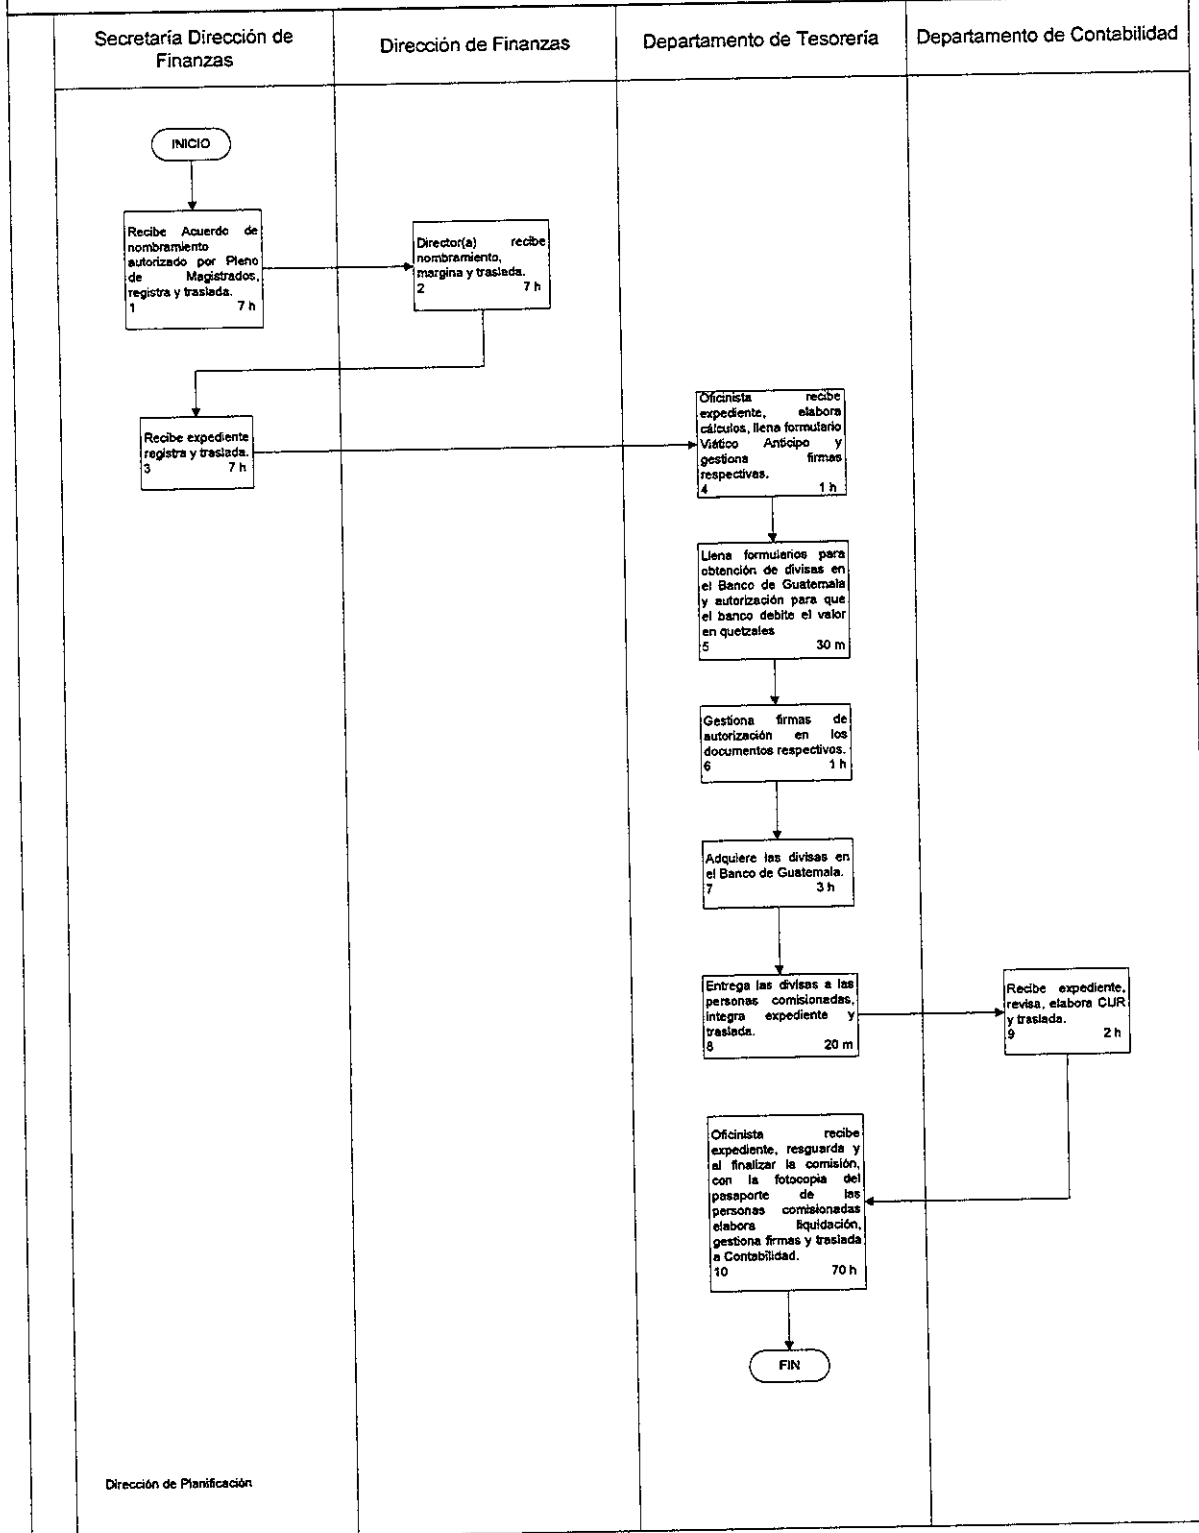 Secretaría Dirección de
Finanzas
Dirección de Finanzas
Departamento de Tesorería
Departamento de Contabilidad
INICIO
Recibe Acuerdo de
nombramiento
autorizado por Pleno
de Magistrados,
registra y traslada.
1 7 h
Director(a) recibe
nombramiento,
margina y traslada.
2 7 h
Recibe expediente
registra y traslada.
3 7 h
Oficinista recibe
expediente, elabora
cálculos, llena formulario
Viático Anticipo y
gestiona firmas
respectivas.
4 1 h
Llena formularios para
obtención de divisas en
el Banco de Guatemala
y autorización para que
el banco debite el valor
en quetzales
5 30 m
Gestiona firmas de
autorización en los
documentos respectivos.
6 1 h
Adquiere las divisas en
el Banco de Guatemala.
7 3 h
Entrega las divisas a las
personas comisionadas,
integra expediente y
traslada.
8 20 m
Recibe expediente,
revisa, elabora CUR
y traslada.
9 2 h
Oficinista recibe
expediente, resguarda y
al finalizar la comisión,
con la fotocopia del
pasaporte de las
personas comisionadas
elabora liquidación,
gestiona firmas y traslada
a Contabilidad.
10 70 h
FIN
Dirección de Planificación